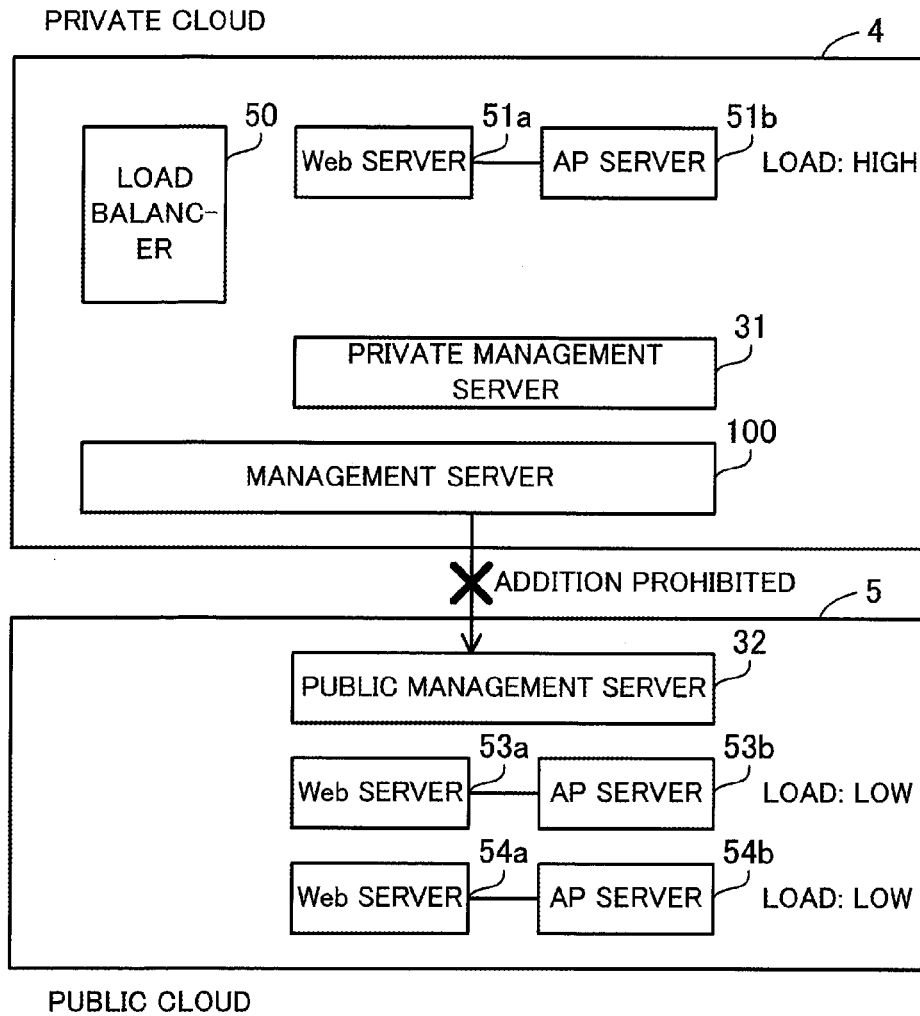 PRIVATE CLOUD
4
50
51a
51b
LOAD
BALANC-
ER
Web SERVER
AP SERVER
LOAD: HIGH
31
PRIVATE MANAGEMENT
SERVER
100
MANAGEMENT SERVER
ADDITION PROHIBITED
5
32
PUBLIC MANAGEMENT SERVER
53a
53b
Web SERVER
AP SERVER
LOAD: LOW
54a
54b
Web SERVER
AP SERVER
LOAD: LOW
PUBLIC CLOUD